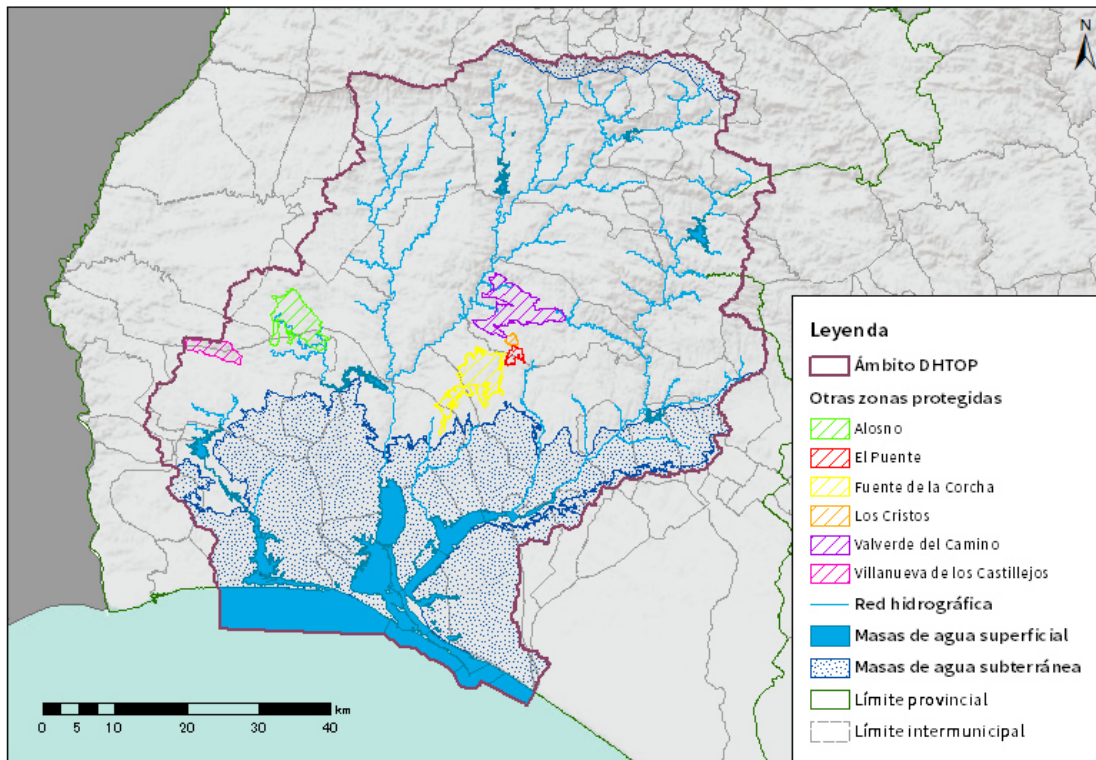 N
Leyenda
Ámbito DHTOP
Otras zonas protegidas
Alosno
El Puente
Fuente de la Corcha
Los Cristos
Valverde del Camino
Villanueva de los Castillejos
Red hidrográfica
Masas de agua superficial
Masas de agua subterránea
Límite provincial
Límite intermunicipal
km
0 5 10 20 30 40